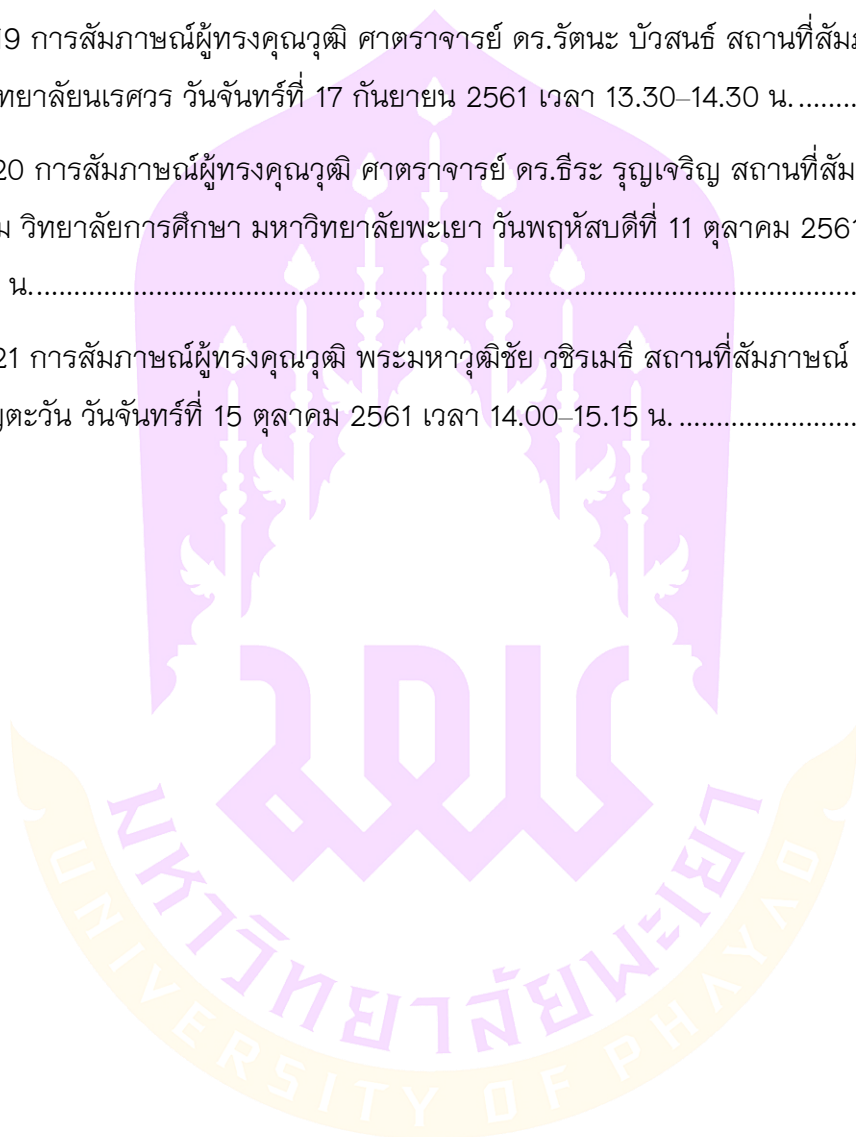 19 การสัมภาษณ์ผู้ทรงคุณวุฒิ ศาตราจารย์ ดร.รัตนะ บัวสนธ์ สถานที่สัมภ
ทยาลัยนเรศวร วันจันทร์ที่ 17 กันยายน 2561 เวลา 13.30–14.30 น. .........
20 การสัมภาษณ์ผู้ทรงคุณวุฒิ ศาตราจารย์ ดร.ธีระ รุญเจริญ สถานที่สัม
ม วิทยาลัยการศึกษา มหาวิทยาลัยพะเยา วันพฤหัสบดีที่ 11 ตุลาคม 2561
น. ....................................................................................................
21 การสัมภาษณ์ผู้ทรงคุณวุฒิ พระมหาวุฒิชัย วชิรเมธี สถานที่สัมภาษณ์
ญตะวัน วันจันทร์ที่ 15 ตุลาคม 2561 เวลา 14.00–15.15 น. ........................
มหาวิทยาลัยพะเยา
UNIVERSITY OF PHAYAO